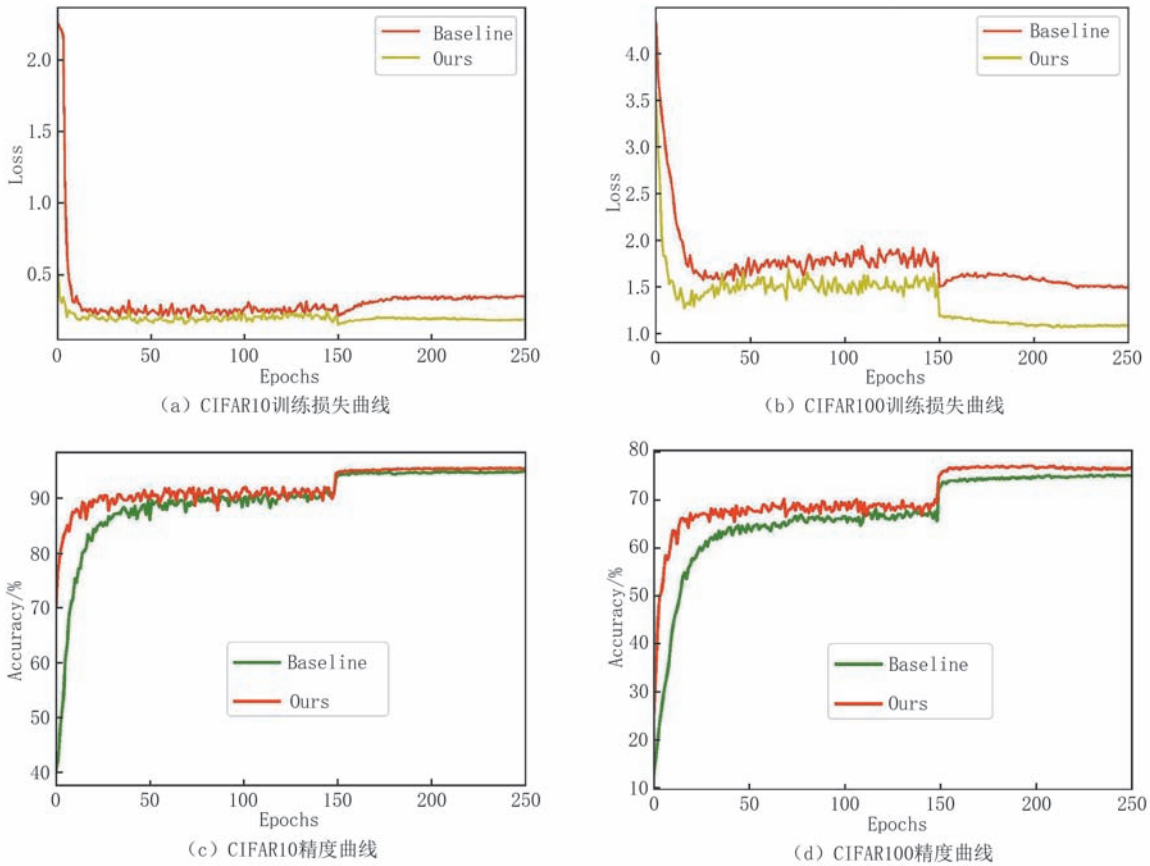 Baseline
Ours
2.0
1.5
1.0
0.5
Loss
0 50 100 150 200 250
Epochs
(a) CIFAR10训练损失曲线
Baseline
Ours
4.0
3.5
3.0
2.5
2.0
1.5
1.0
Loss
0 50 100 150 200 250
Epochs
(b) CIFAR100训练损失曲线
90
80
70
60
50
40
Accuracy/%
Baseline
Ours
0 50 100 150 200 250
Epochs
(c) CIFAR10精度曲线
80
70
60
50
40
30
20
10
Accuracy/%
Baseline
Ours
0 50 100 150 200 250
Epochs
(d) CIFAR100精度曲线